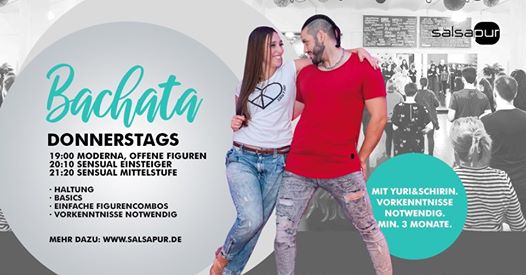 salsapur
Bachata
DONNERSTAGS
19:00 MODERNA, OFFENE FIGUREN
20:10 SENSUAL EINSTEIGER
21:20 SENSUAL MITTELSTUFE
· HALTUNG
· BASICS
· EINFACHE FIGURENCOMBOS
· VORKENNTNISSE NOTWENDIG
MEHR DAZU: WWW.SALSAPUR.DE
MIT YURI&SCHIRIN.
VORKENNTNISSE
NOTWENDIG.
MIN. 3 MONATE.